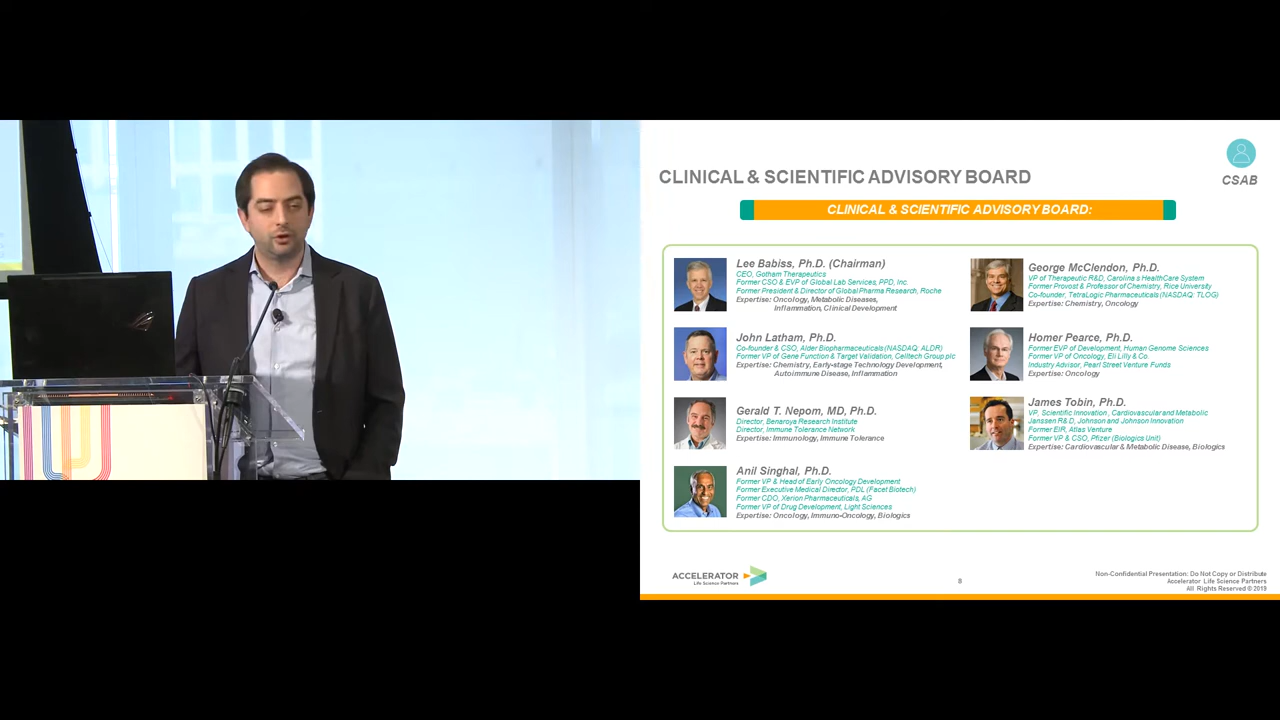 CLINICAL & SCIENTIFIC ADVISORY BOARD
CSAB
CLINICAL & SCIENTIFIC ADVISORY BOARD:
Lee Babiss, Ph.D. (Chairman)
CEO, Gotham Therapeutics
Former CSO & EVP of Global Lab Services, PPD, Inc.
Former President & Director of Global Pharma Research, Roche
Expertise: Oncology, Metabolic Diseases,
Inflammation, Clinical Development
John Latham, Ph.D.
Co-founder & CSO, Alder Biopharmaceuticals (NASDAQ: ALDR)
Former VP of Gene Function & Target Validation, Celltech Group plc
Expertise: Chemistry, Early-stage Technology Development,
Autoimmune Disease, Inflammation
Gerald T. Nepom, MD, Ph.D.
Director, Benaroya Research Institute
Director, Immune Tolerance Network
Expertise: Immunology, Immune Tolerance
Anil Singhal, Ph.D.
Former VP & Head of Early Oncology Development
Former Executive Medical Director, PDL (Facet Biotech)
Former CDO, Xerion Pharmaceuticals, AG
Former VP of Drug Development, Light Sciences
Expertise: Oncology, Immuno-Oncology, Biologics
George McClendon, Ph.D.
VP of Therapeutic R&D, Carolina s HealthCare System
Former Provost & Professor of Chemistry, Rice University
Co-founder, TetraLogic Pharmaceuticals (NASDAQ: TLOG)
Expertise: Chemistry, Oncology
Homer Pearce, Ph.D.
Former EVP of Development, Human Genome Sciences
Former VP of Oncology, Eli Lilly & Co.
Industry Advisor, Pearl Street Venture Funds
Expertise: Oncology
James Tobin, Ph.D.
VP, Scientific Innovation, Cardiovascular and Metabolic
Janssen R& D, Johnson and Johnson Innovation
Former EIR, Atlas Venture
Former VP & CSO, Pfizer (Biologics Unit)
Expertise: Cardiovascular & Metabolic Disease, Biologics
ACCELERATOR
Life Science Partners
8
Non-Confidential Presentation: Do Not Copy or Distribute
Accelerator Life Science Partners
All Rights Reserved © 2019